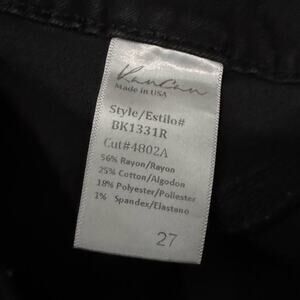 KanCan
Made in USA
Style/Estilo#
BK1331R
Cut#4802A
56% Rayon/Rayon
25% Cotton/Algodon
18% Polyester/Poliester
1% Spandex/Elastano
27